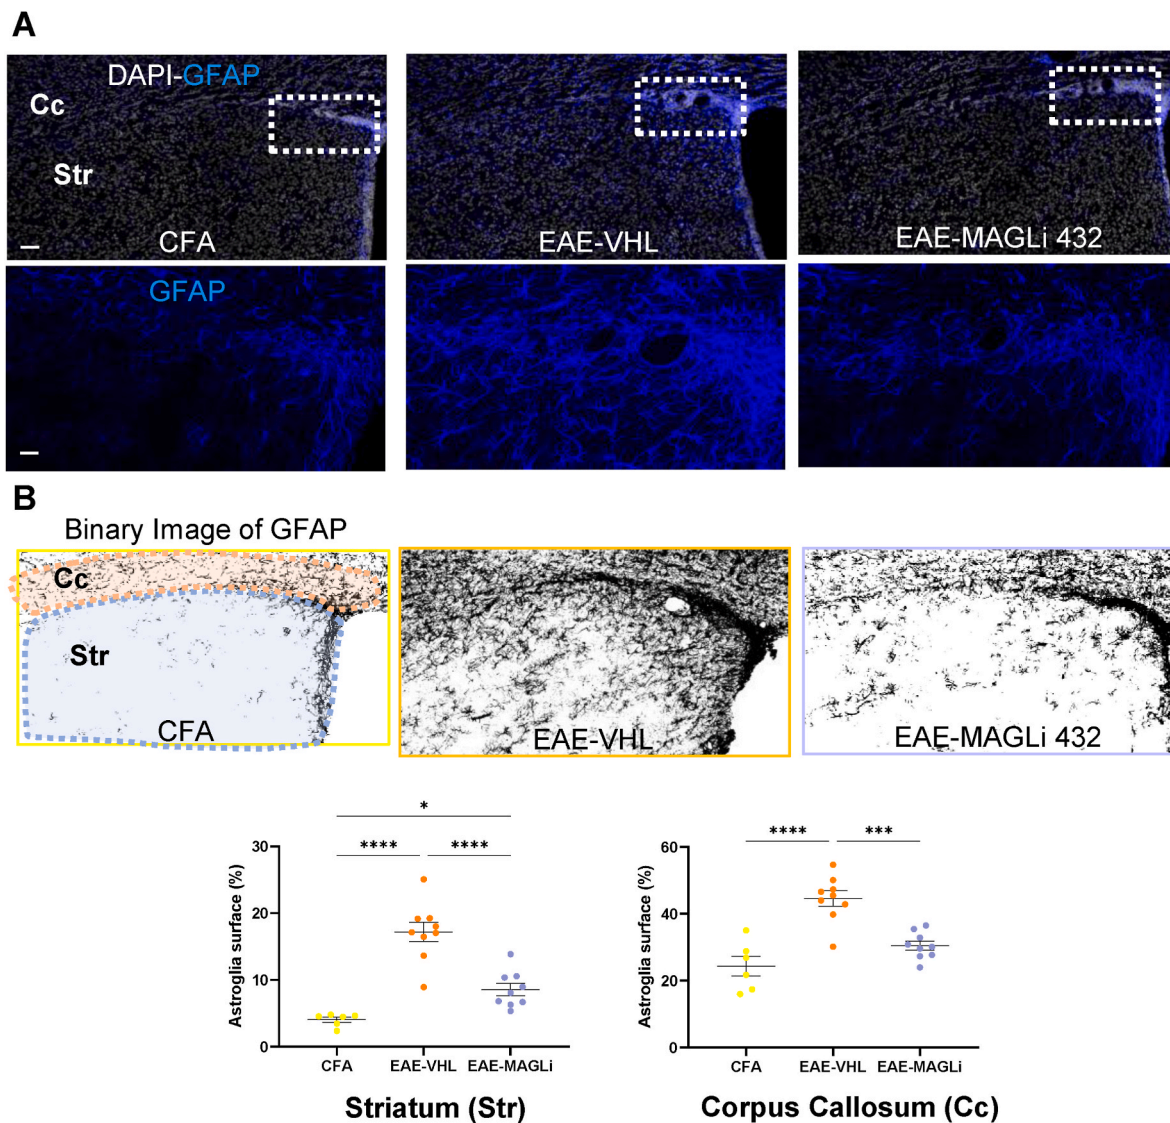 A
DAPI-GFAP
Cc
Str
CFA
EAE-VHL
EAE-MAGLi 432
GFAP
B
Binary Image of GFAP
Cc
Str
CFA
EAE-VHL
EAE-MAGLi 432
*
**** ****
30
20
10
0
Astroglia surface (%)
CFA EAE-VHL EAE-MAGLi
Striatum (Str)
**** ***
60
40
20
0
Astroglia surface (%)
CFA EAE-VHL EAE-MAGLi
Corpus Callosum (Cc)